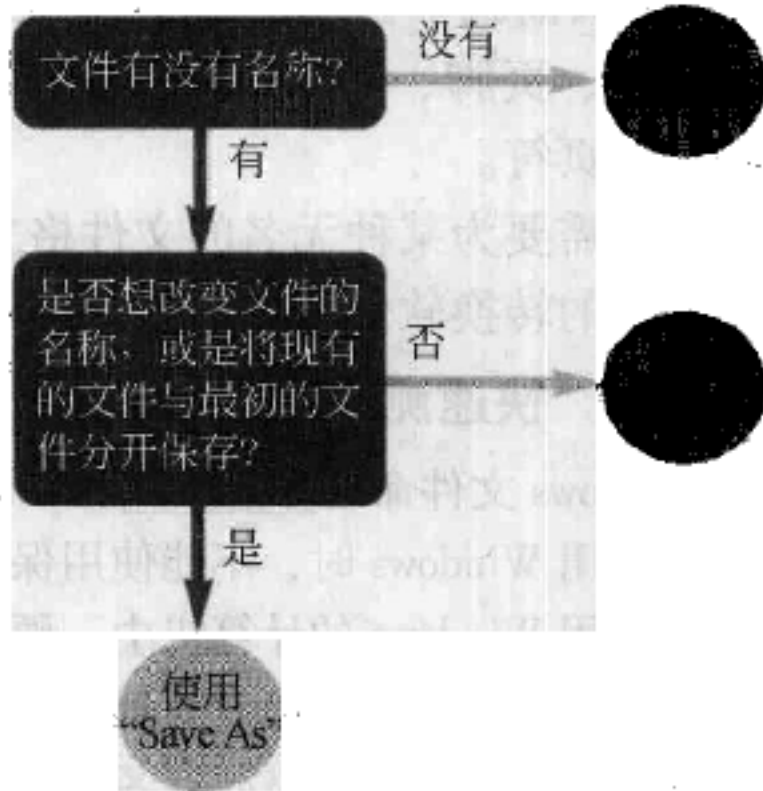 文件有没有名称?
没有
有
是否想改变文件的
名称，或是将现有
的文件与最初的文
件分开保存?
否
是
使用
“Save As”